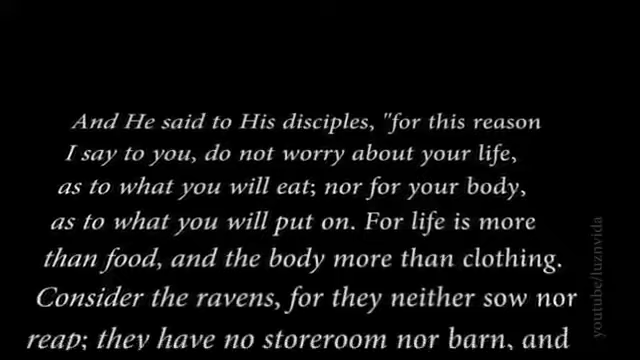 And He said to His disciples, "for this reason
I say to you, do not worry about your life,
as to what you will eat; nor for your body,
as to what you will put on. For life is more
than food, and the body more than clothing.
Consider the ravens, for they neither sow nor
reap; they have no storeroom nor barn, and
youtube/luznvida